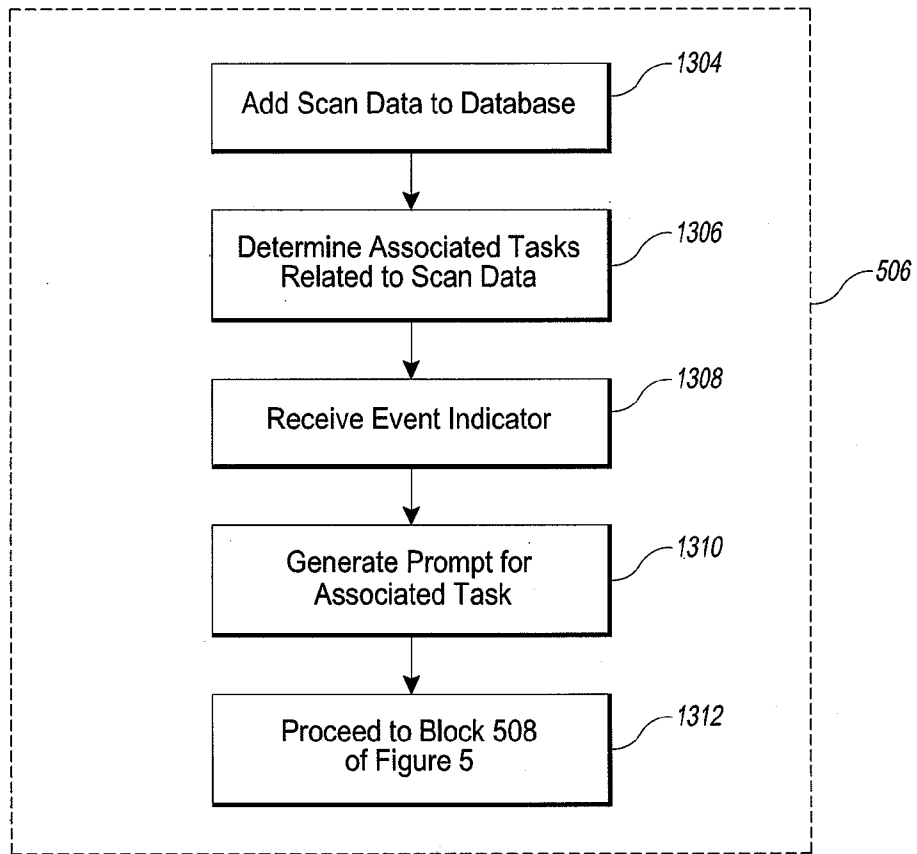 1304
Add Scan Data to Database
1306
Determine Associated Tasks
Related to Scan Data
506
1308
Receive Event Indicator
1310
Generate Prompt for
Associated Task
1312
Proceed to Block 508
of Figure 5